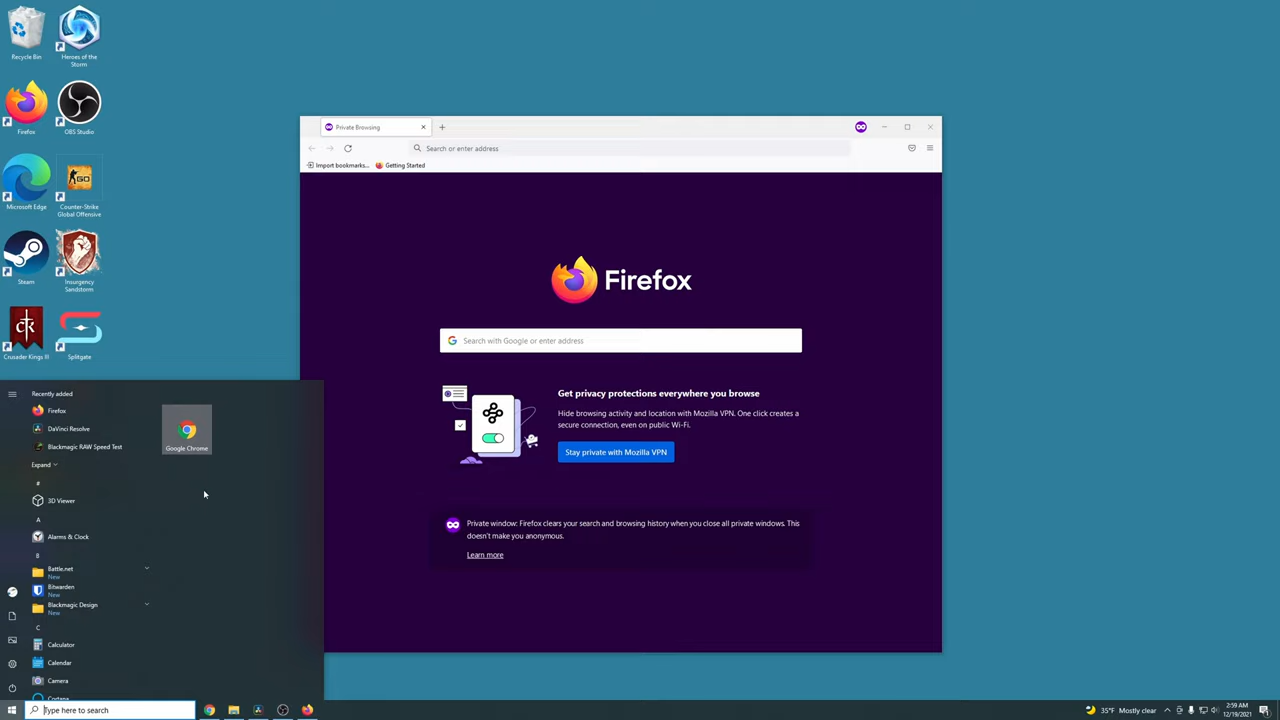 Recycle Bin
Heroes of the
Storm
Firefox
OBS Studio
Microsoft Edge
GO
Counter-Strike
Global Offensive
Steam
Insurgency
Sandstorm
Crusader Kings III
Splitgate
Private Browsing
Search or enter address
Import bookmarks...
Getting Started
Firefox
Search with Google or enter address
Get privacy protections everywhere you browse
Hide browsing activity and location with Mozilla VPN. One click creates a
secure connection, even on public Wi-Fi.
Stay private with Mozilla VPN
Private window: Firefox clears your search and browsing history when you close all private windows. This
doesn't make you anonymous.
Learn more
Recently added
Firefox
DaVinci Resolve
Blackmagic RAW Speed Test
Expand
#
3D Viewer
A
Alarms & Clock
B
Battle.net
New
Bitwarden
New
Blackmagic Design
New
C
Calculator
Calendar
Camera
Cortana
Google Chrome
Type here to search
35°F Mostly clear
2:59 AM
12/19/2021